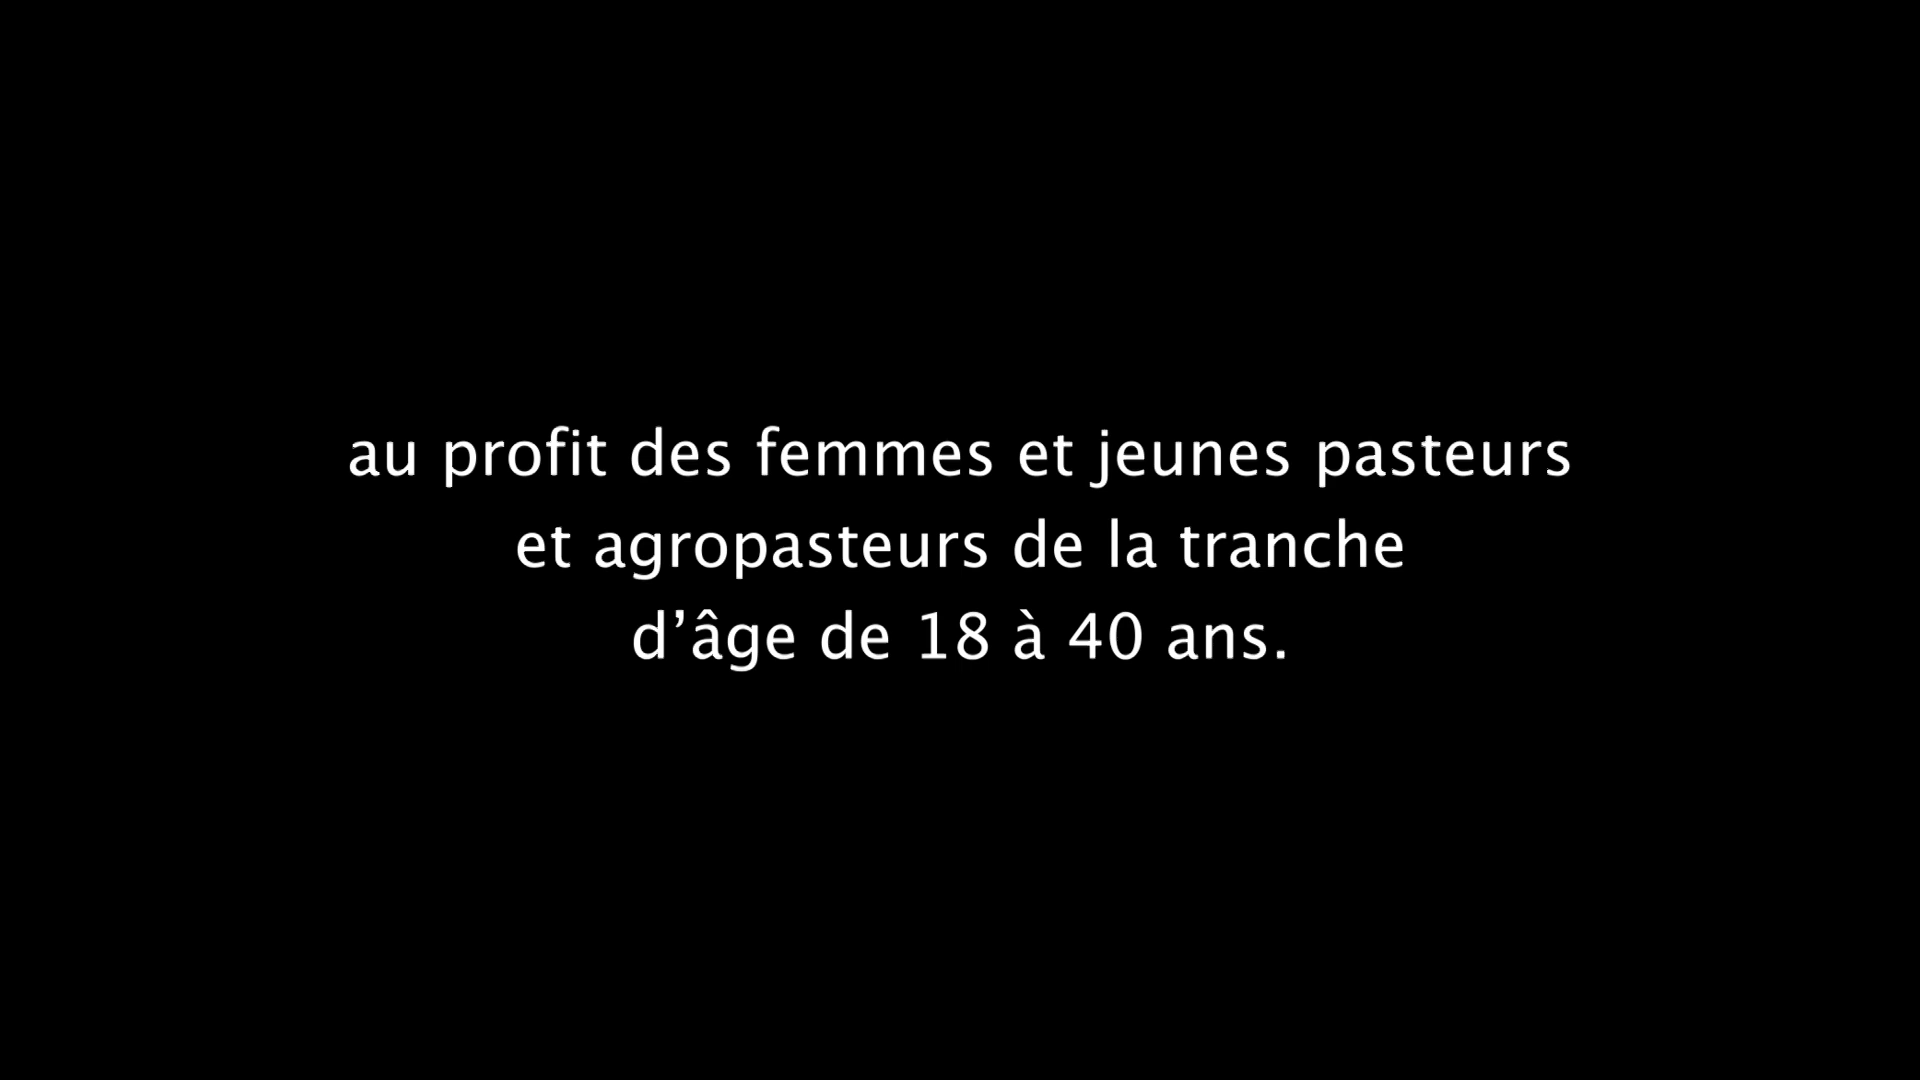 au profit des femmes et jeunes pasteurs
et agropasteurs de la tranche
d’âge de 18 à 40 ans.